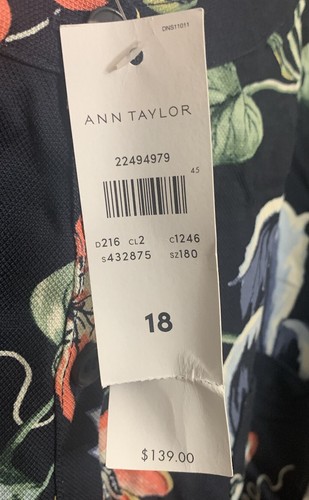 DNS11011
ANN TAYLOR
22494979
45
D216 CL2 C1246
S432875 SZ180
18
$139.00